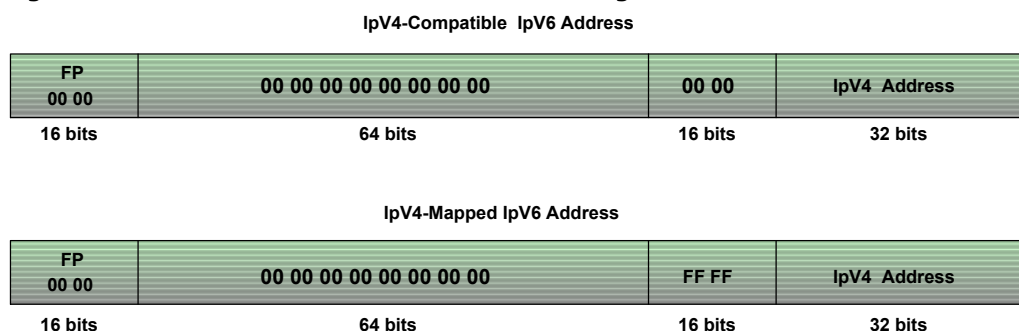 IpV4-Compatible IpV6 Address
FP
00 00
00 00 00 00 00 00 00 00
00 00
IpV4 Address
16 bits
64 bits
16 bits
32 bits
IpV4-Mapped IpV6 Address
FP
00 00
00 00 00 00 00 00 00 00
FF FF
IpV4 Address
16 bits
64 bits
16 bits
32 bits